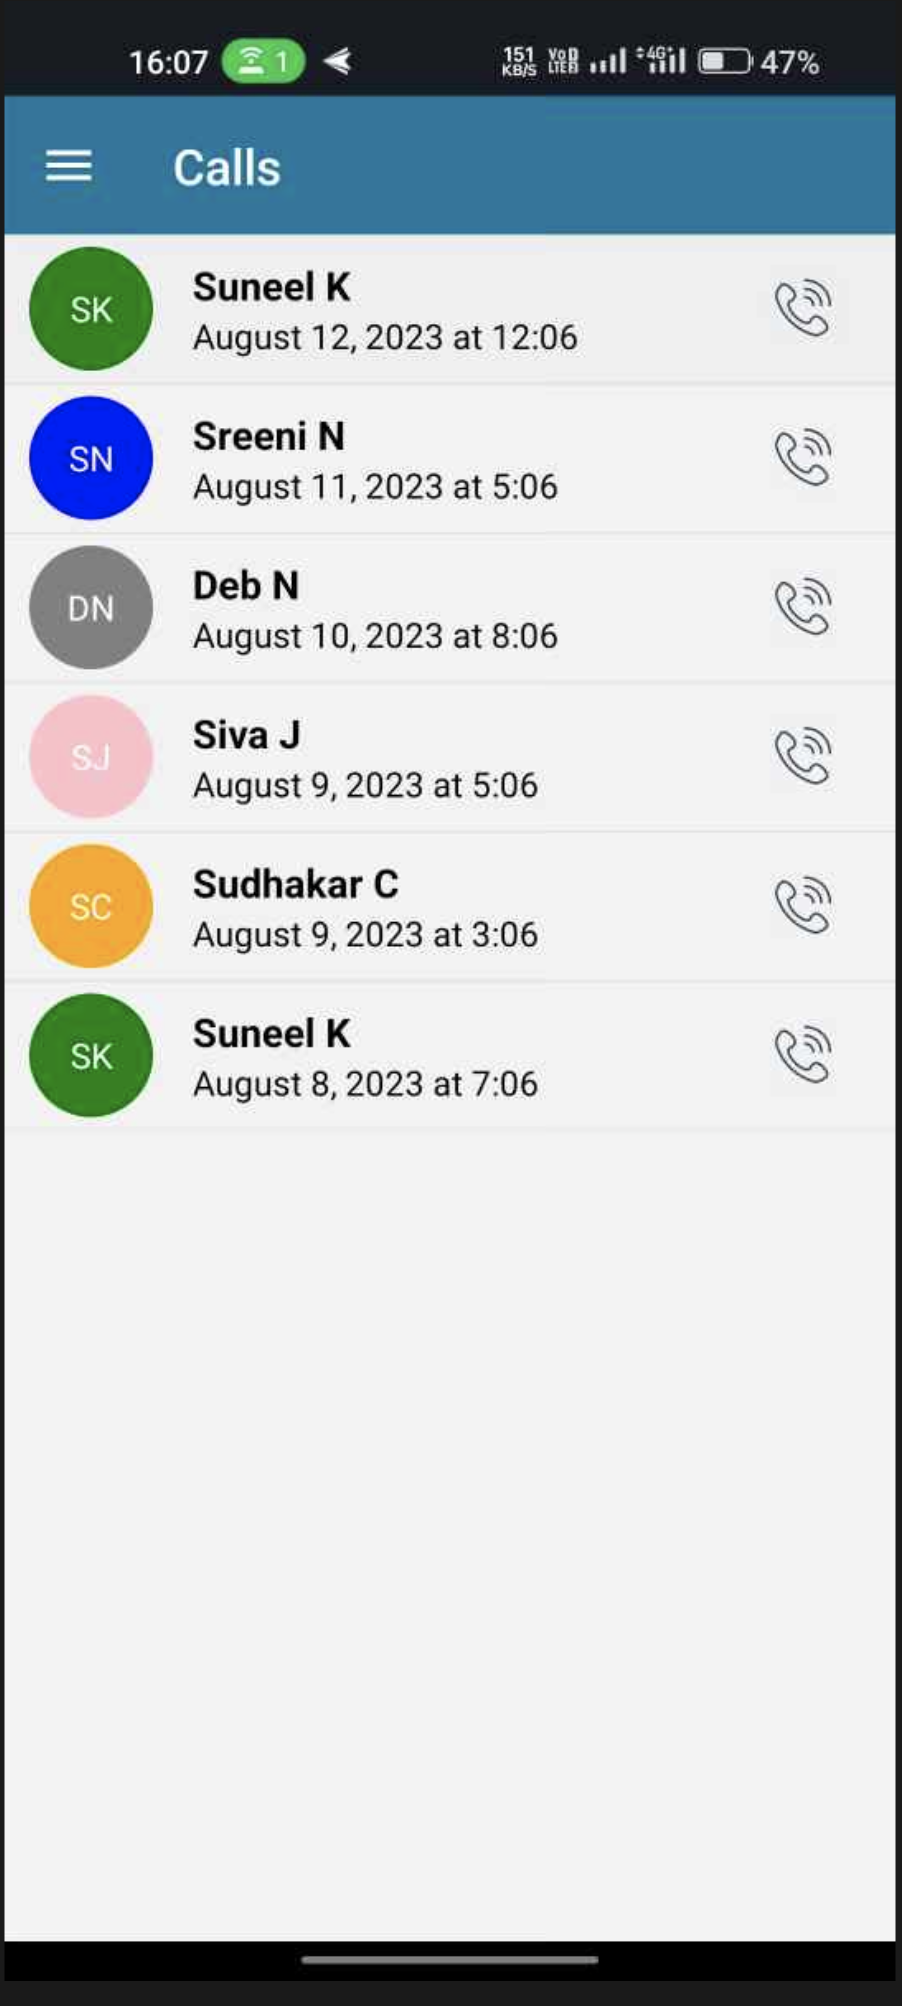 16:07 1 151 KB/S Vo LTE 4G+ 47%
Calls
SK
Suneel K
August 12, 2023 at 12:06
SN
Sreeni N
August 11, 2023 at 5:06
DN
Deb N
August 10, 2023 at 8:06
SJ
Siva J
August 9, 2023 at 5:06
SC
Sudhakar C
August 9, 2023 at 3:06
SK
Suneel K
August 8, 2023 at 7:06